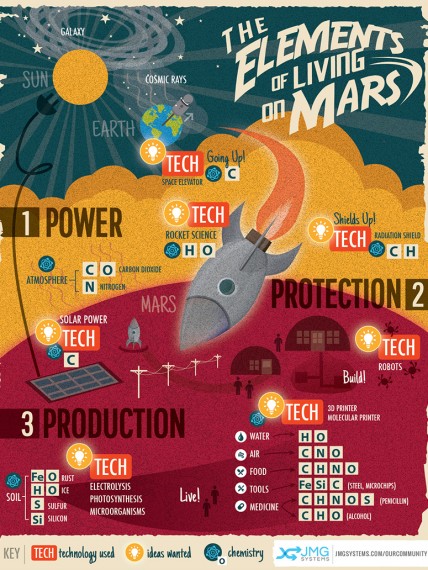 THE
ELEMENTS
OF LIVING
ON MARS
GALAXY
SUN
COSMIC RAYS
EARTH
TECH
Going Up!
SPACE ELEVATOR
C
1 POWER
TECH
ROCKET SCIENCE
H O
Shields Up!
TECH
RADIATION SHIELD
C H
ATMOSPHERE
C O CARBON DIOXIDE
N NITROGEN
MARS
PROTECTION 2
SOLAR POWER
TECH
C
TECH
ROBOTS
Build!
3 PRODUCTION
TECH
3D PRINTER
MOLECULAR PRINTER
WATER H O
AIR C N O
FOOD C H N O
TOOLS Fe Si C (STEEL, MICROCHIPS)
MEDICINE C H N O S (PENICILLIN)
C H O (ALCOHOL)
SOIL
Fe O RUST
H O ICE
S SULFUR
Si SILICON
TECH
ELECTROLYSIS
PHOTOSYNTHESIS
MICROORGANISMS
Live!
KEY
TECH technology used
ideas wanted
O chemistry
JMG
SYSTEMS
JMGSYSTEMS.COM/OURCOMMUNITY